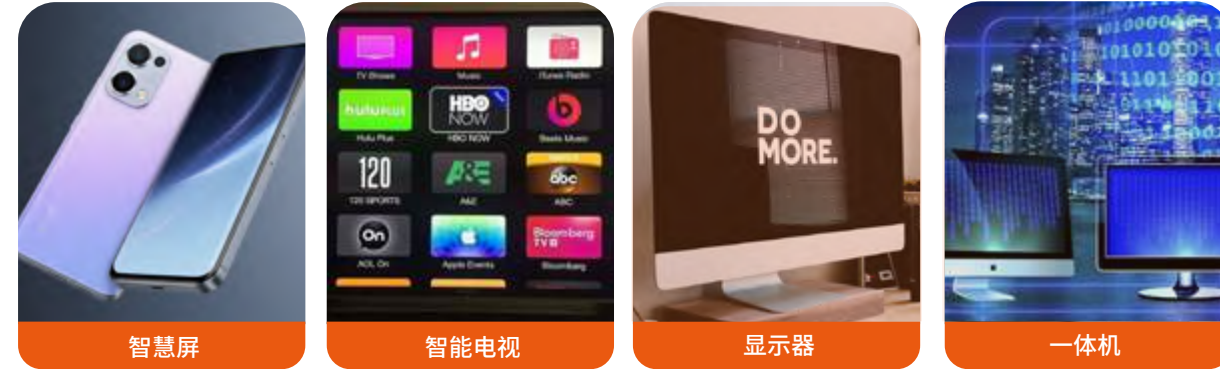 TV Shows
Music
iTunes Radio
hulu PLUS
HBO
NOW
Hulu Plus
HBO NOW
Beats Music
120
A&E
abc
120 SPORTS
A&E
ABC
On
Bloomberg
TV
AOL On
Apple Events
Bloomberg
DO
MORE.
智慧屏
智能电视
显示器
一体机